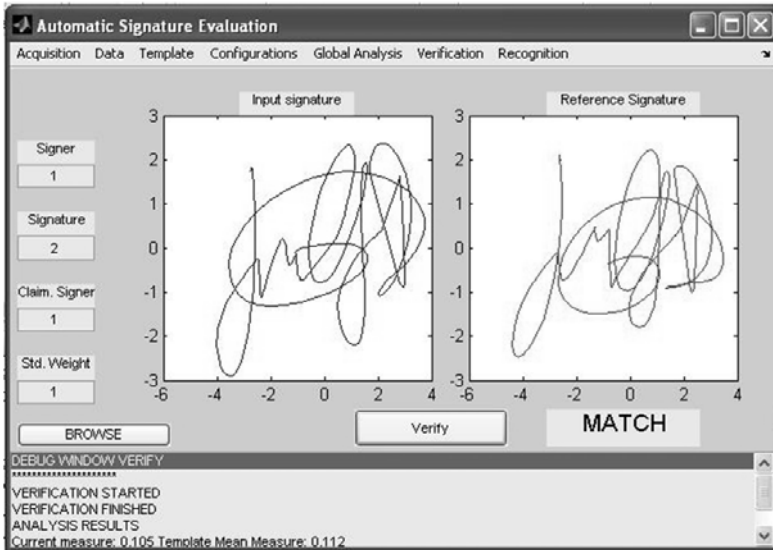 Automatic Signature Evaluation
Acquisition Data Template Configurations Global Analysis Verification Recognition
Input signature
Reference Signature
3
2
1
0
-1
-2
-3
-6 -4 -2 0 2 4
3
2
1
0
-1
-2
-3
-6 -4 -2 0 2 4
Signer
1
Signature
2
Claim. Signer
1
Std. Weight
1
BROWSE
Verify
MATCH
DEBUG WINDOW VERIFY
*********************
VERIFICATION STARTED
VERIFICATION FINISHED
ANALYSIS RESULTS
Current measure: 0.105 Template Mean Measure: 0.112